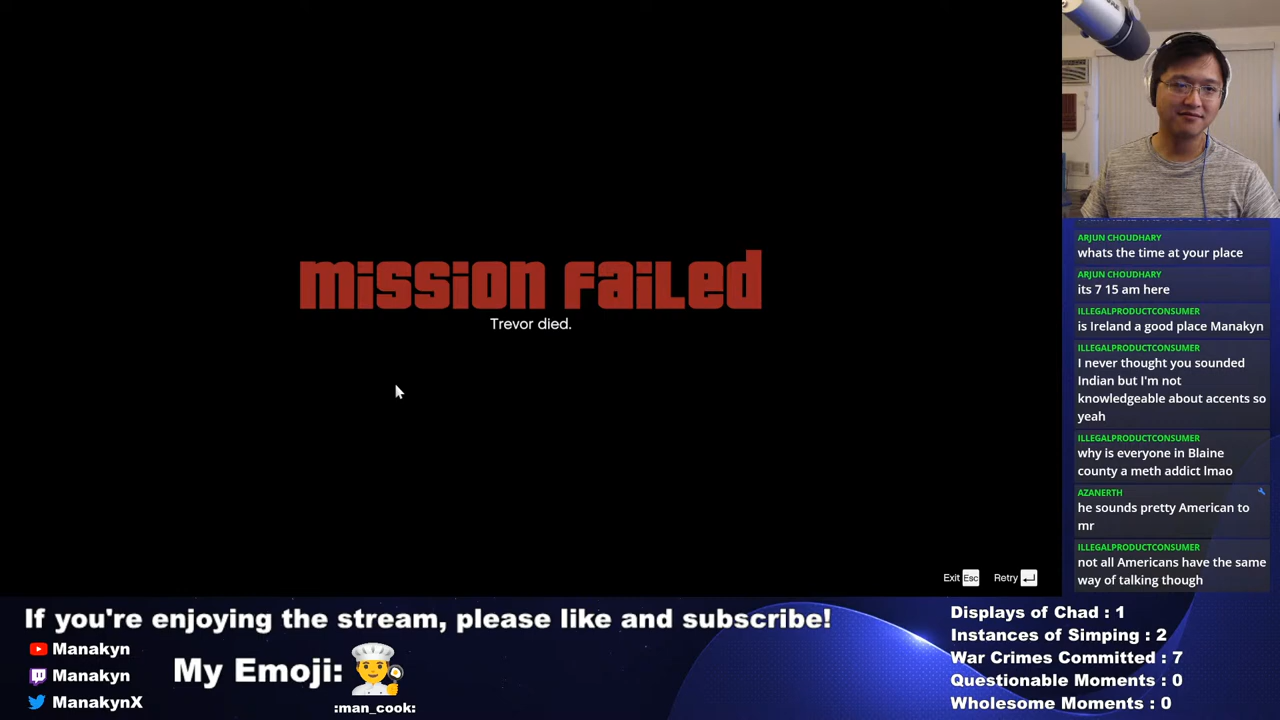 mission failed
Trevor died.
Exit Esc Retry
ARJUN CHOUDHARY
whats the time at your place
ARJUN CHOUDHARY
its 7 15 am here
ILLEGALPRODUCTCONSUMER
is Ireland a good place Manakyn
ILLEGALPRODUCTCONSUMER
I never thought you sounded
Indian but I'm not
knowledgeable about accents so
yeah
ILLEGALPRODUCTCONSUMER
why is everyone in Blaine
county a meth addict lmao
AZANERTH
he sounds pretty American to
mr
ILLEGALPRODUCTCONSUMER
not all Americans have the same
way of talking though
If you're enjoying the stream, please like and subscribe!
Manakyn
Manakyn
ManakynX
My Emoji:
:man_cook:
Displays of Chad : 1
Instances of Simping : 2
War Crimes Committed : 7
Questionable Moments : 0
Wholesome Moments : 0